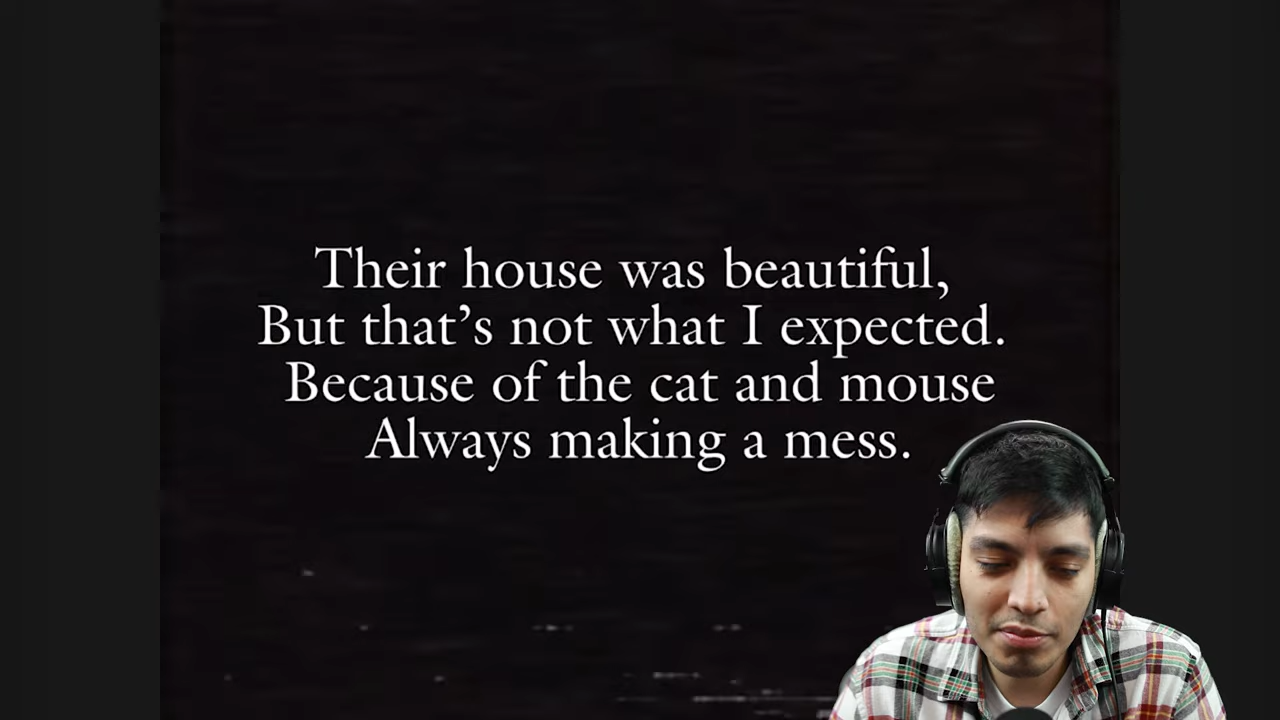 Their house was beautiful,
But that’s not what I expected.
Because of the cat and mouse
Always making a mess.